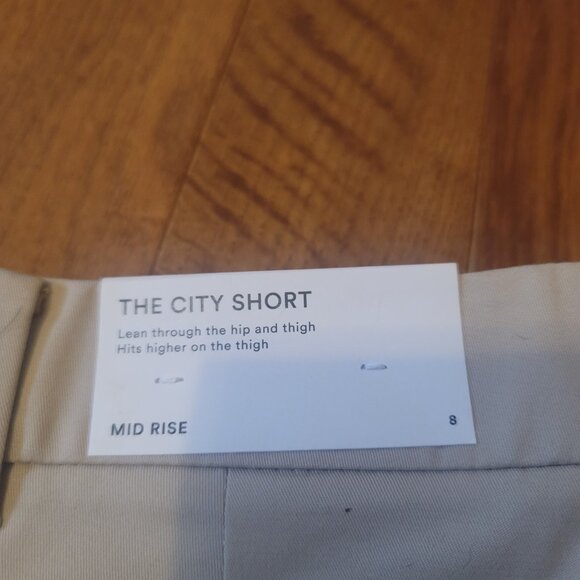 THE CITY SHORT
Lean through the hip and thigh
Hits higher on the thigh
MID RISE 8